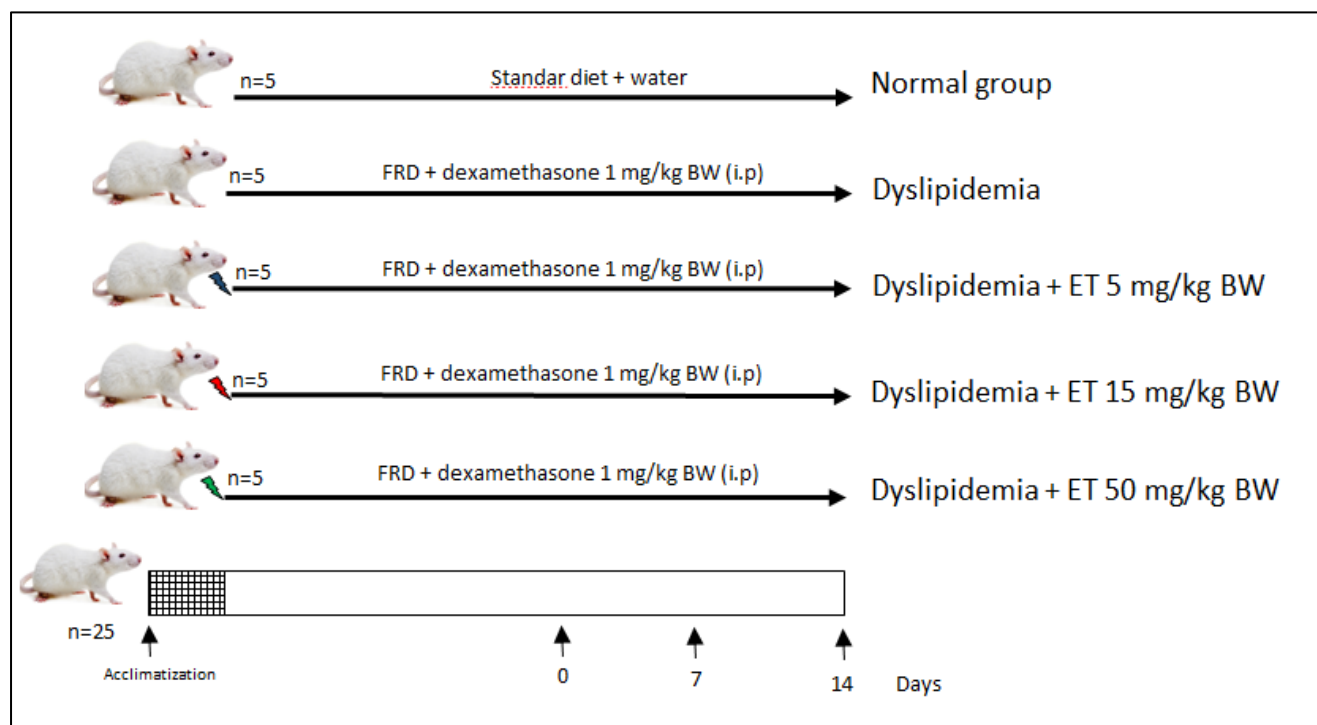 n=5 Standar diet + water Normal group
n=5 FRD + dexamethasone 1 mg/kg BW (i.p) Dyslipidemia
n=5 FRD + dexamethasone 1 mg/kg BW (i.p) Dyslipidemia + ET 5 mg/kg BW
n=5 FRD + dexamethasone 1 mg/kg BW (i.p) Dyslipidemia + ET 15 mg/kg BW
n=5 FRD + dexamethasone 1 mg/kg BW (i.p) Dyslipidemia + ET 50 mg/kg BW
n=25
Acclimatization 0 7 14 Days